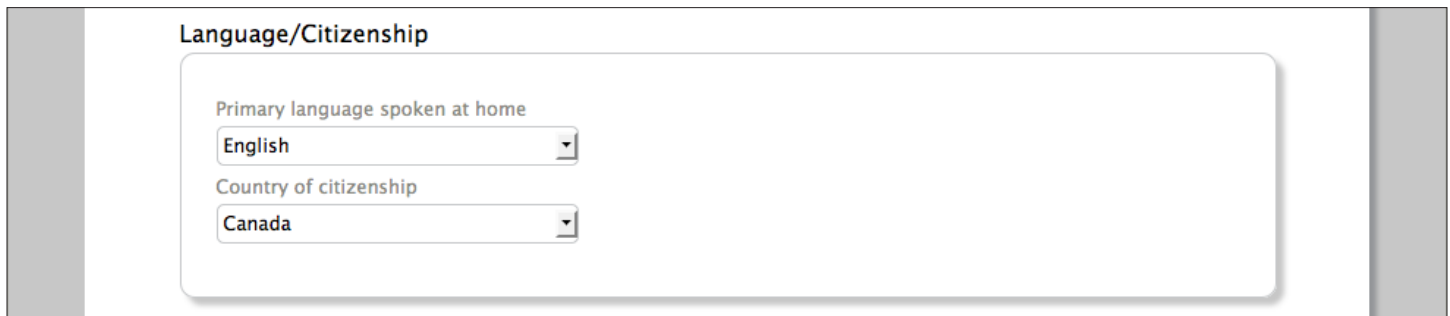 Language/Citizenship
Primary language spoken at home
English
Country of citizenship
Canada